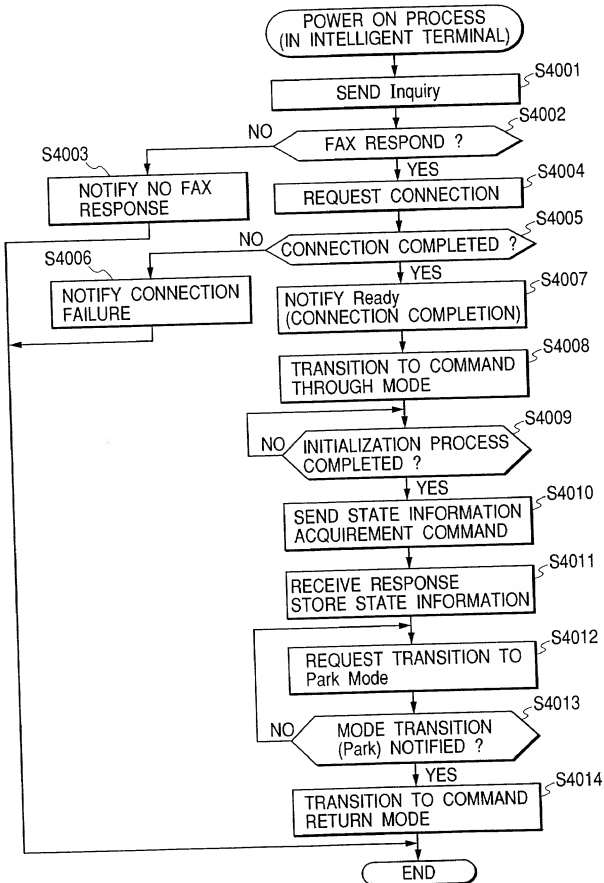 POWER ON PROCESS
(IN INTELLIGENT TERMINAL)
S4001
SEND Inquiry
S4002
NO
FAX RESPOND ?
S4003
YES
S4004
NOTIFY NO FAX
RESPONSE
REQUEST CONNECTION
S4005
NO
CONNECTION COMPLETED ?
S4006
YES
S4007
NOTIFY CONNECTION
FAILURE
NOTIFY Ready
(CONNECTION COMPLETION)
S4008
TRANSITION TO COMMAND
THROUGH MODE
S4009
NO
INITIALIZATION PROCESS
COMPLETED ?
YES
S4010
SEND STATE INFORMATION
ACQUIREMENT COMMAND
S4011
RECEIVE RESPONSE
STORE STATE INFORMATION
S4012
REQUEST TRANSITION TO
Park Mode
S4013
NO
MODE TRANSITION
(Park) NOTIFIED ?
YES
S4014
TRANSITION TO COMMAND
RETURN MODE
END